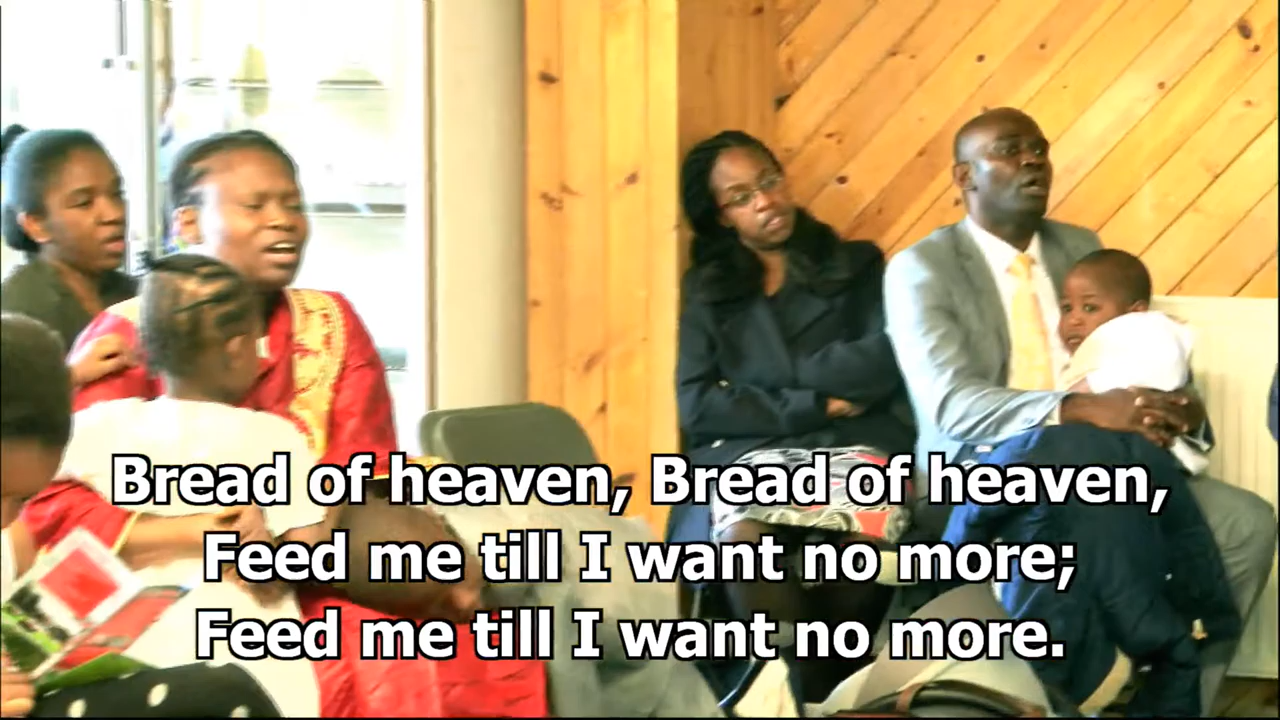 Bread of heaven, Bread of heaven,
Feed me till I want no more;
Feed me till I want no more.